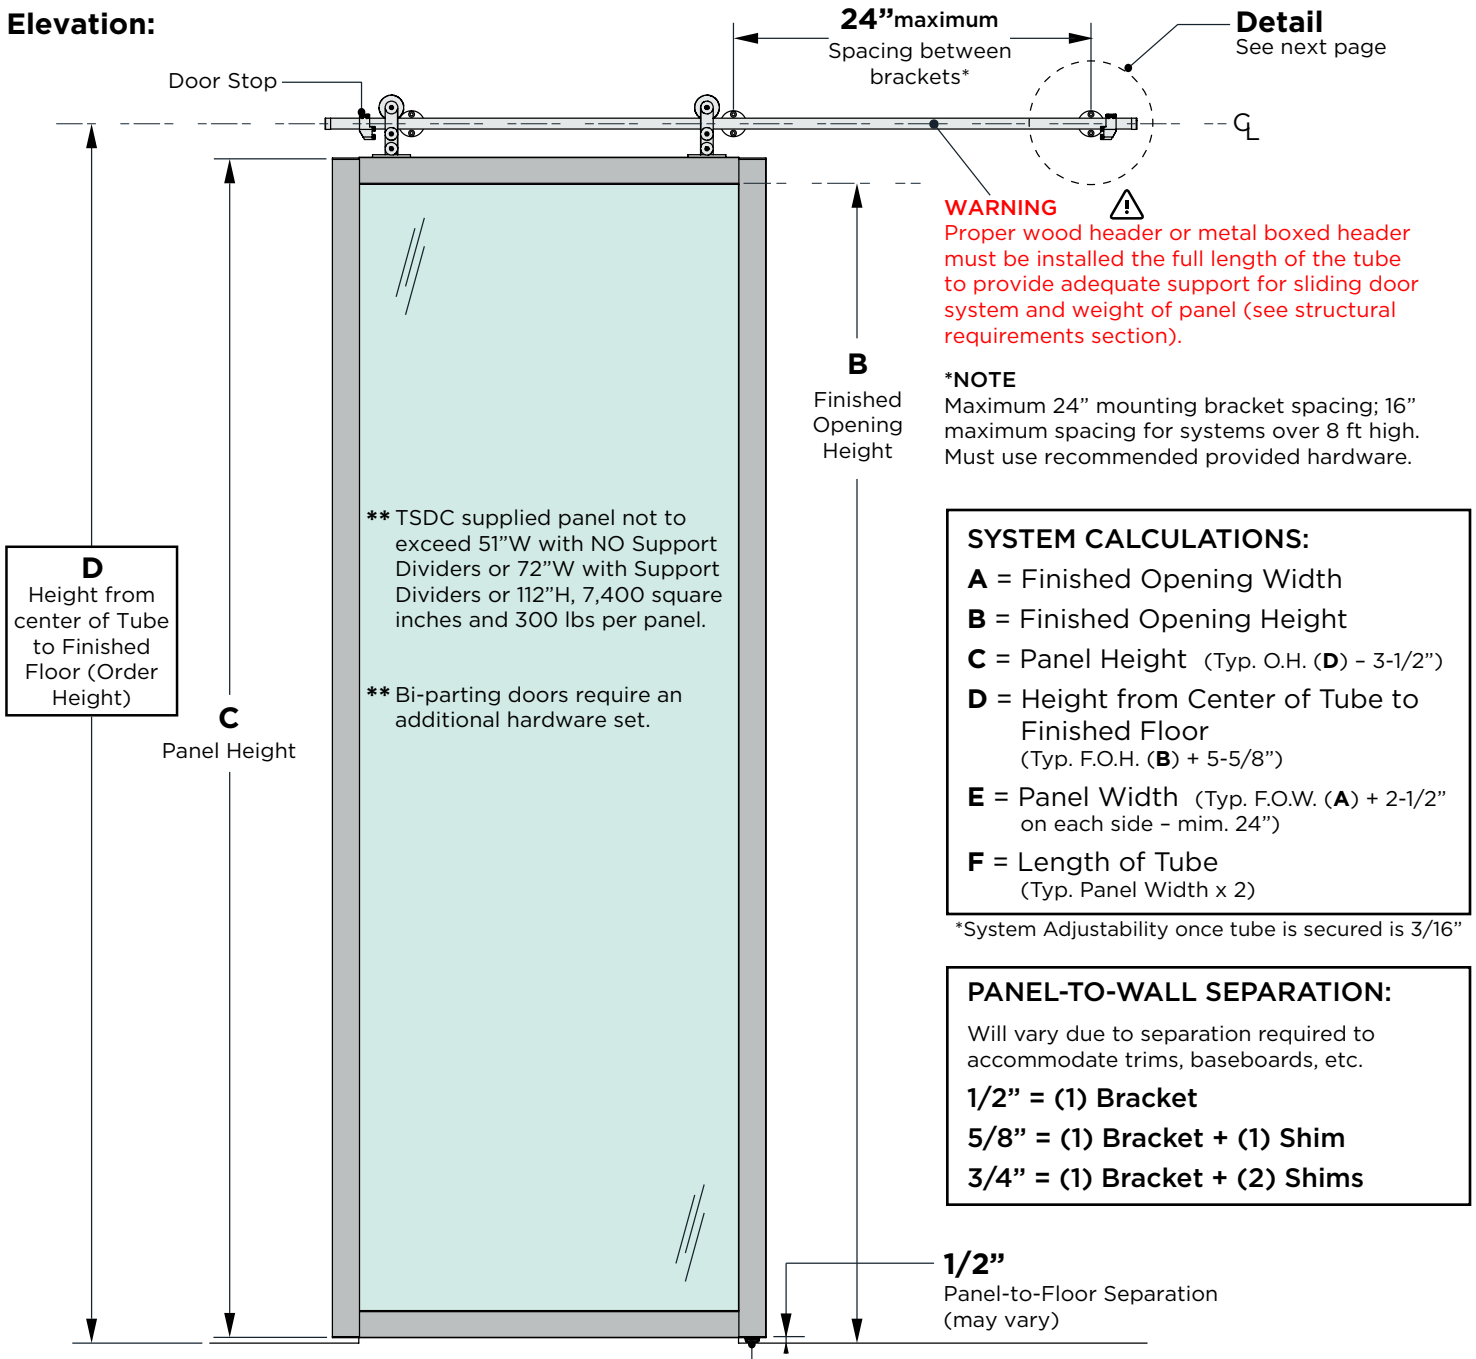 Elevation:
24”maximum
Spacing between
brackets*
Detail
See next page
Door Stop
CL
WARNING
Proper wood header or metal boxed header
must be installed the full length of the tube
to provide adequate support for sliding door
system and weight of panel (see structural
requirements section).
B
Finished
Opening
Height
*NOTE
Maximum 24” mounting bracket spacing; 16”
maximum spacing for systems over 8 ft high.
Must use recommended provided hardware.
** TSDC supplied panel not to
exceed 51”W with NO Support
Dividers or 72”W with Support
Dividers or 112”H, 7,400 square
inches and 300 lbs per panel.
** Bi-parting doors require an
additional hardware set.
D
Height from
center of Tube
to Finished
Floor (Order
Height)
C
Panel Height
SYSTEM CALCULATIONS:
A = Finished Opening Width
B = Finished Opening Height
C = Panel Height (Typ. O.H. (D) – 3-1/2”)
D = Height from Center of Tube to
Finished Floor
(Typ. F.O.H. (B) + 5-5/8”)
E = Panel Width (Typ. F.O.W. (A) + 2-1/2”
on each side – mim. 24”)
F = Length of Tube
(Typ. Panel Width x 2)
*System Adjustability once tube is secured is 3/16”
PANEL-TO-WALL SEPARATION:
Will vary due to separation required to
accommodate trims, baseboards, etc.
1/2” = (1) Bracket
5/8” = (1) Bracket + (1) Shim
3/4” = (1) Bracket + (2) Shims
1/2”
Panel-to-Floor Separation
(may vary)